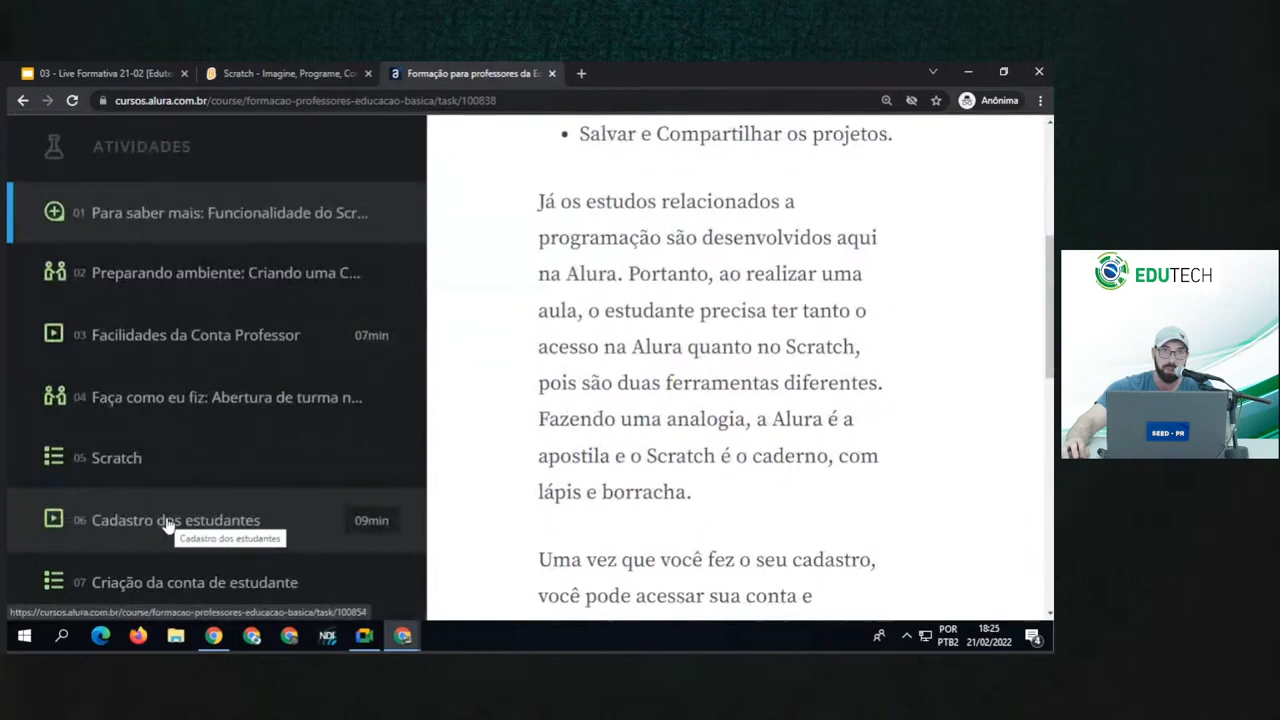 03 - Live Formativa 21-02 [Edute
Scratch - Imagine, Programe, Co
Formação para professores da E
cursos.alura.com.br/course/formacao-professores-educacao-basica/task/100838
Anônima
ATIVIDADES
01 Para saber mais: Funcionalidade do Scr...
02 Preparando ambiente: Criando uma C...
03 Facilidades da Conta Professor 07min
04 Faça como eu fiz: Abertura de turma n...
05 Scratch
06 Cadastro dos estudantes 09min
Cadastro dos estudantes
07 Criação da conta de estudante
https://cursos.alura.com.br/course/formacao-professores-educacao-basica/task/100854
• Salvar e Compartilhar os projetos.
Já os estudos relacionados a
programação são desenvolvidos aqui
na Alura. Portanto, ao realizar uma
aula, o estudante precisa ter tanto o
acesso na Alura quanto no Scratch,
pois são duas ferramentas diferentes.
Fazendo uma analogia, a Alura é a
apostila e o Scratch é o caderno, com
lápis e borracha.
Uma vez que você fez o seu cadastro,
você pode acessar sua conta e
EDUTECH
SEED - PR
NDI
POR
PTB2
18:25
21/02/2022
4